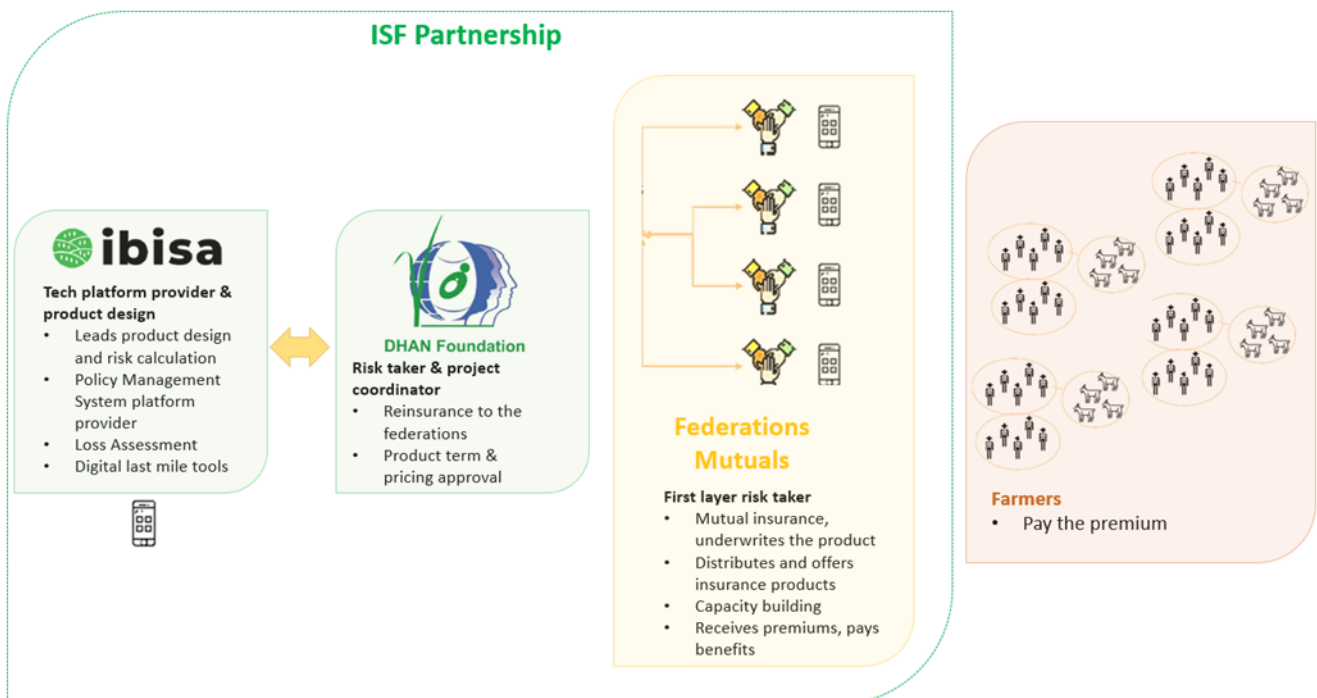 ISF Partnership
ibisa
Tech platform provider &
product design
• Leads product design
and risk calculation
• Policy Management
System platform
provider
• Loss Assessment
• Digital last mile tools
DHAN Foundation
Risk taker & project
coordinator
• Reinsurance to the
federations
• Product term &
pricing approval
Federations
Mutuals
First layer risk taker
• Mutual insurance,
underwrites the product
• Distributes and offers
insurance products
• Capacity building
• Receives premiums, pays
benefits
Farmers
• Pay the premium